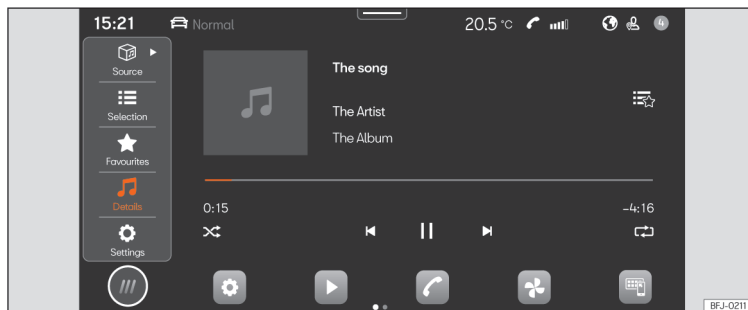 15:21 Normal 20.5 °C 4
Source
Selection
Favourites
Details
Settings
The song
The Artist
The Album
0:15 -4:16
BFJ-0211